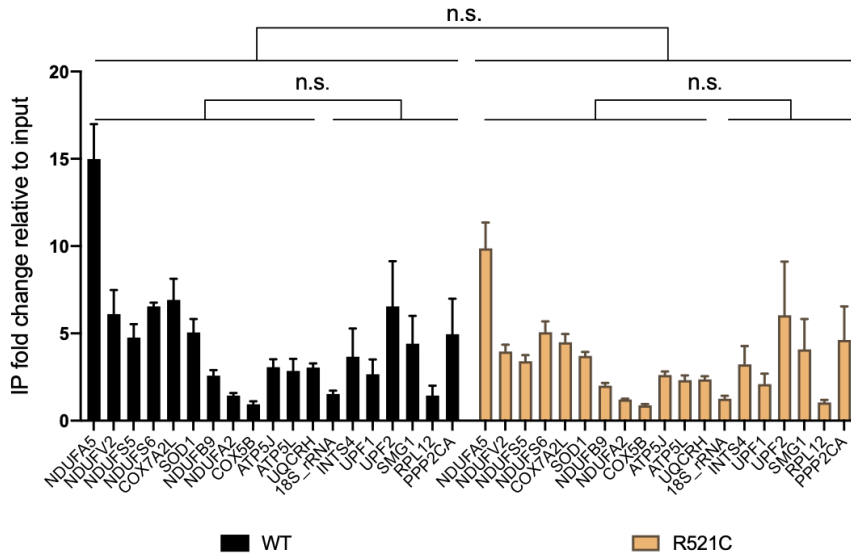 n.s.
n.s.
n.s.
IP fold change relative to input
20
15
10
5
0
NDUFA5
NDUFV2
NDUFS5
NDUFS6
COX7A2L
SOD1
NDUFB9
NDUFA2
COX5B
ATP5J
ATP5L
UQCRH
18S_rRNA
INTS4
UPF1
UPF2
SMG1
RPL12
PPP2CA
NDUFA5
NDUFV2
NDUFS5
NDUFS6
COX7A2L
SOD1
NDUFB9
NDUFA2
COX5B
ATP5J
ATP5L
UQCRH
18S_rRNA
INTS4
UPF1
UPF2
SMG1
RPL12
PPP2CA
WT
R521C